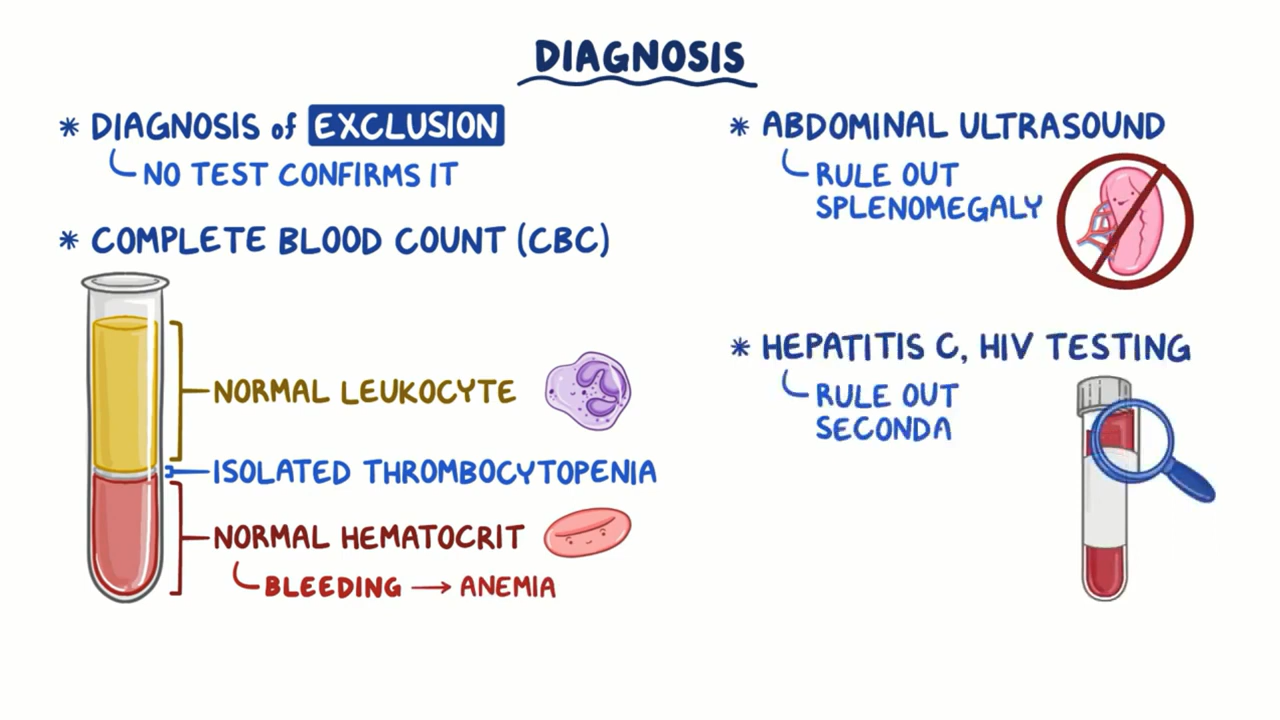 DIAGNOSIS
* DIAGNOSIS of EXCLUSION
NO TEST CONFIRMS IT
* COMPLETE BLOOD COUNT (CBC)
NORMAL LEUKOCYTE
ISOLATED THROMBOCYTOPENIA
NORMAL HEMATOCRIT
BLEEDING → ANEMIA
* ABDOMINAL ULTRASOUND
RULE OUT
SPLENOMEGALY
* HEPATITIS C, HIV TESTING
RULE OUT
SECONDA